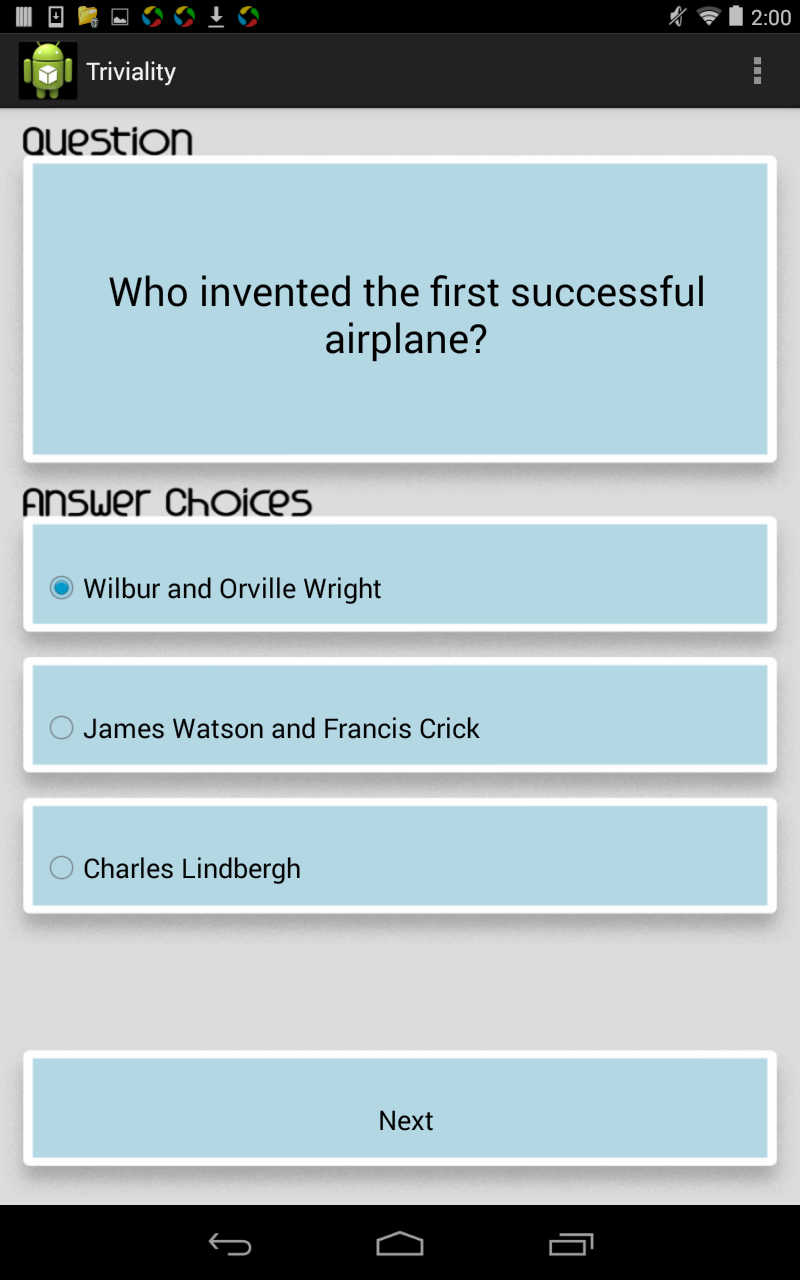 2:00
Triviality
Question
Who invented the first successful
airplane?
Answer Choices
Wilbur and Orville Wright
James Watson and Francis Crick
Charles Lindbergh
Next